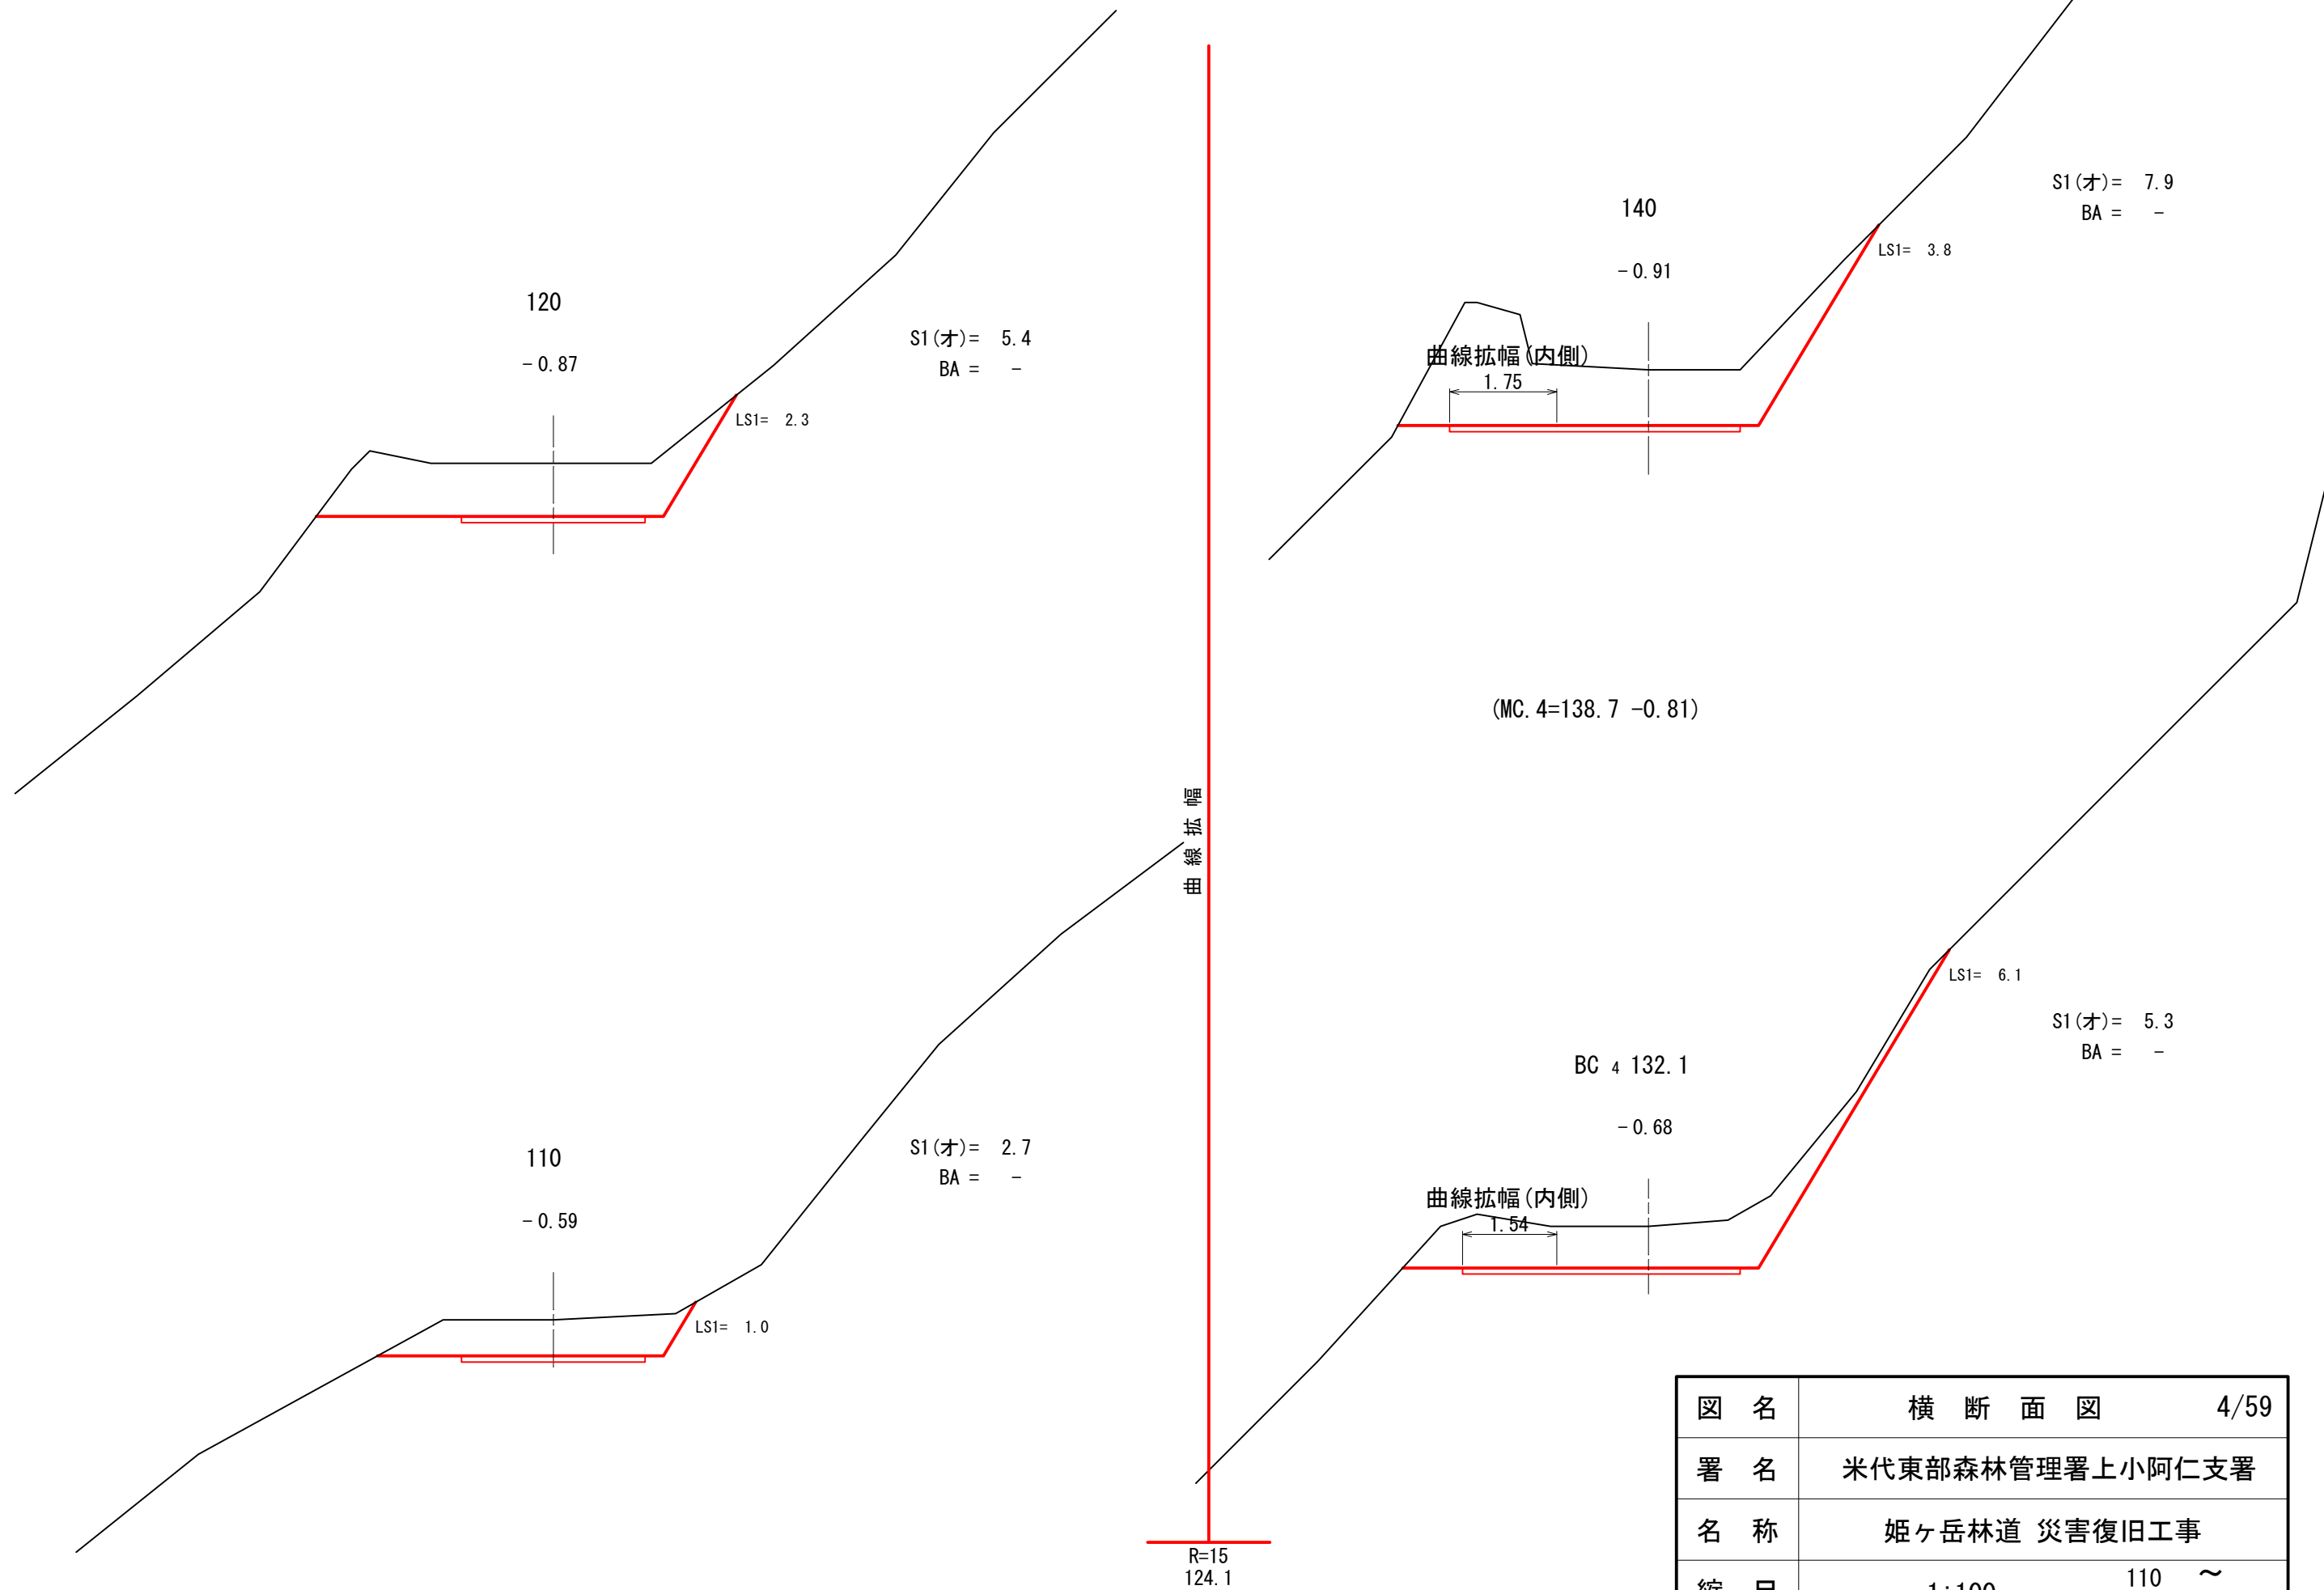 120
-0.87
S1(オ)= 5.4
BA = -
LS1= 2.3
110
-0.59
S1(オ)= 2.7
BA = -
LS1= 1.0
曲線拡幅
R=15
124.1
140
-0.91
S1(オ)= 7.9
BA = -
LS1= 3.8
曲線拡幅(内側)
1.75
(MC.4=138.7 -0.81)
BC 4 132.1
-0.68
S1(オ)= 5.3
BA = -
LS1= 6.1
曲線拡幅(内側)
1.54
図 名 横 断 面 図 4/59
署 名 米代東部森林管理署上小阿仁支署
名 称 姫ヶ岳林道 災害復旧工事
縮 尺 1:100 110 ～